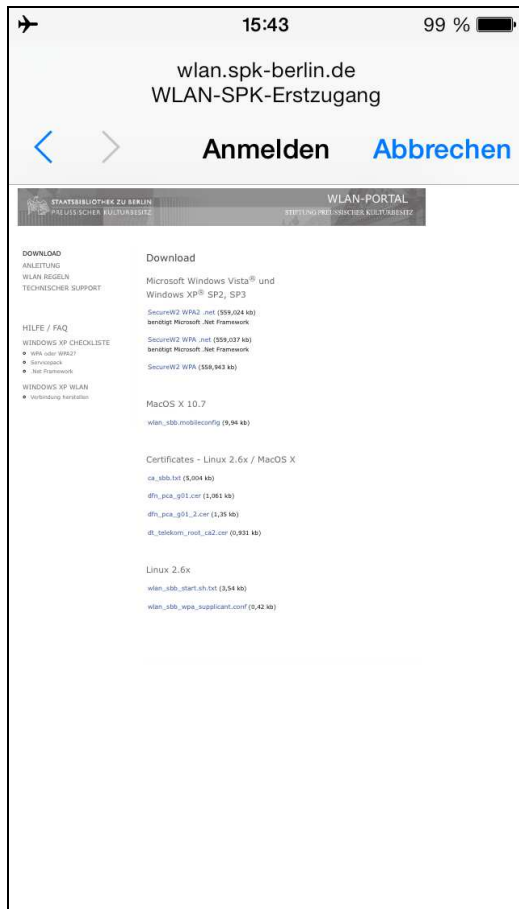 15:43
99 %
wlan.spk-berlin.de
WLAN-SPK-Erstzugang
Anmelden
Abbrechen
STAATSBIBLIOTHEK ZU BERLIN
PREUSSISCHER KULTURBESITZ
WLAN-PORTAL
STIFTUNG PREUSSISCHER KULTURBESITZ
DOWNLOAD
ANLEITUNG
WLAN REGELN
TECHNISCHER SUPPORT
HILFE / FAQ
WINDOWS XP CHECKLISTE
WPA oder WPA2?
Servicepack
.Net Framework
WINDOWS XP WLAN
Verbindung herstellen
Download
Microsoft Windows Vista® und
Windows XP® SP2, SP3
SecureW2 WPA2 .net (559,024 kb)
benötigt Microsoft .Net Framework
SecureW2 WPA .net (559,037 kb)
benötigt Microsoft .Net Framework
SecureW2 WPA (558,943 kb)
MacOS X 10.7
wlan_sbb.mobileconfig (9,94 kb)
Certificates - Linux 2.6x / MacOS X
ca_sbb.txt (5,004 kb)
dfn_pca_g01.cer (1,061 kb)
dfn_pca_g01_2.cer (1,35 kb)
dt_telekom_root_ca2.cer (0,931 kb)
Linux 2.6x
wlan_sbb_start.sh.txt (3,54 kb)
wlan_sbb_wpa_supplicant.conf (0,42 kb)